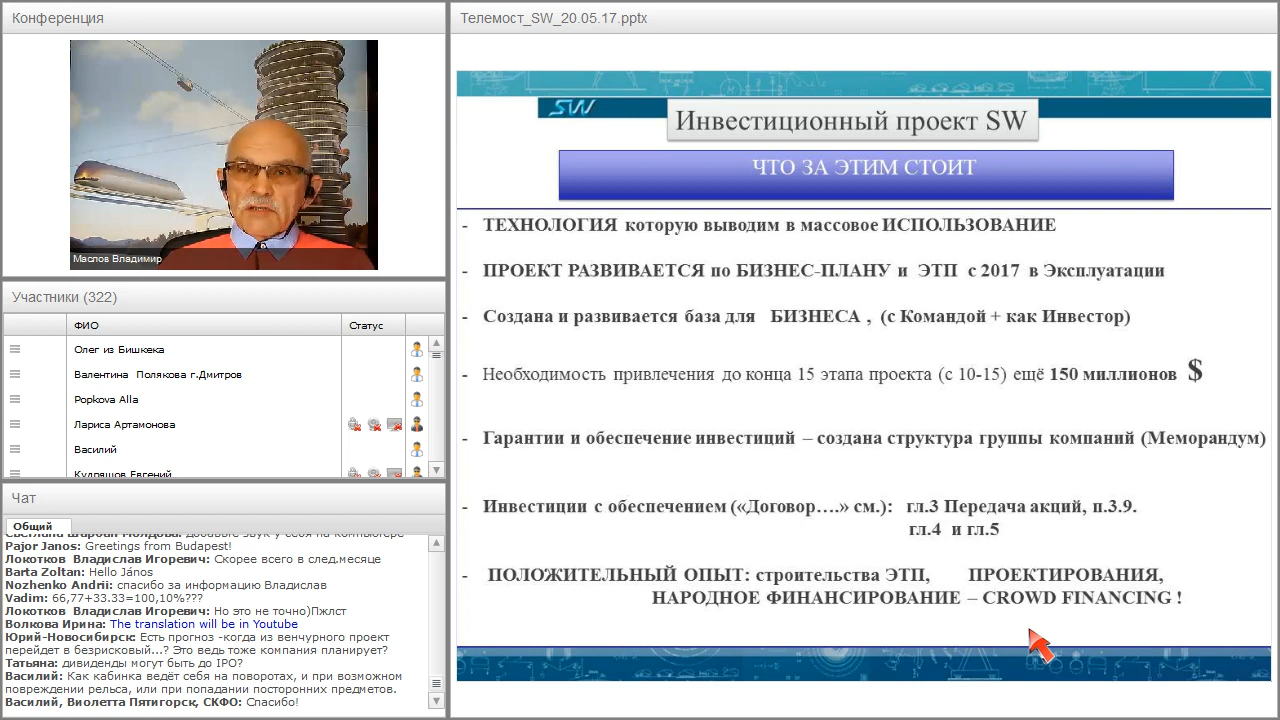 Конференция
Маслов Владимир
Участники (322)
ФИО Статус
Олег из Бишкека
Валентина Полякова г.Дмитров
Popkova Alla
Лариса Артамонова
Василий
Кудряшов Евгений
Чат
Общий
Pajor Janos: Greetings from Budapest!
Локотков Владислав Игоревич: Скорее всего в след.месяце
Barta Zoltan: Hello János
Nozhenko Andrii: спасибо за информацию Владислав
Vadim: 66,77+33.33=100,10%???
Локотков Владислав Игоревич: Но это не точно)Пжлст
Волкова Ирина: The translation will be in Youtube
Юрий-Новосибирск: Есть прогноз -когда из венчурного проект
перейдет в безрисковый...? Это ведь тоже компания планирует?
Татьяна: дивиденды могут быть до IPO?
Василий: Как кабинка ведет себя на поворотах, и при возможном
повреждении рельса, или при попадании посторонних предметов.
Василий, Виолетта Пятигорск, СКФО: Спасибо!
Телемост_SW_20.05.17.pptx
SW
Инвестиционный проект SW
ЧТО ЗА ЭТИМ СТОИТ
- ТЕХНОЛОГИЯ которую выводим в массовое ИСПОЛЬЗОВАНИЕ
- ПРОЕКТ РАЗВИВАЕТСЯ по БИЗНЕС-ПЛАНУ и ЭТП с 2017 в Эксплуатации
- Создана и развивается база для БИЗНЕСА , (с Командой + как Инвестор)
- Необходимость привлечения до конца 15 этапа проекта (с 10-15) ещё 150 миллионов $
- Гарантии и обеспечение инвестиций – создана структура группы компаний (Меморандум)
- Инвестиции с обеспечением («Договор….» см.): гл.3 Передача акций, п.3.9.
гл.4 и гл.5
- ПОЛОЖИТЕЛЬНЫЙ ОПЫТ: строительства ЭТП, ПРОЕКТИРОВАНИЯ,
НАРОДНОЕ ФИНАНСИРОВАНИЕ – CROWD FINANCING !